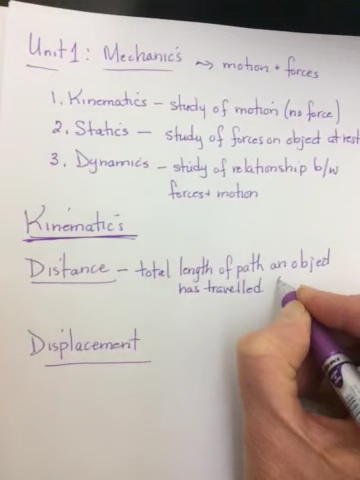 Unit 1: Mechanics → motion + forces
1. Kinematics – study of motion (no force)
2. Statics – study of forces on object at rest
3. Dynamics – study of relationship b/w
forces + motion
Kinematics
Distance – total length of path an object
has travelled
Displacement